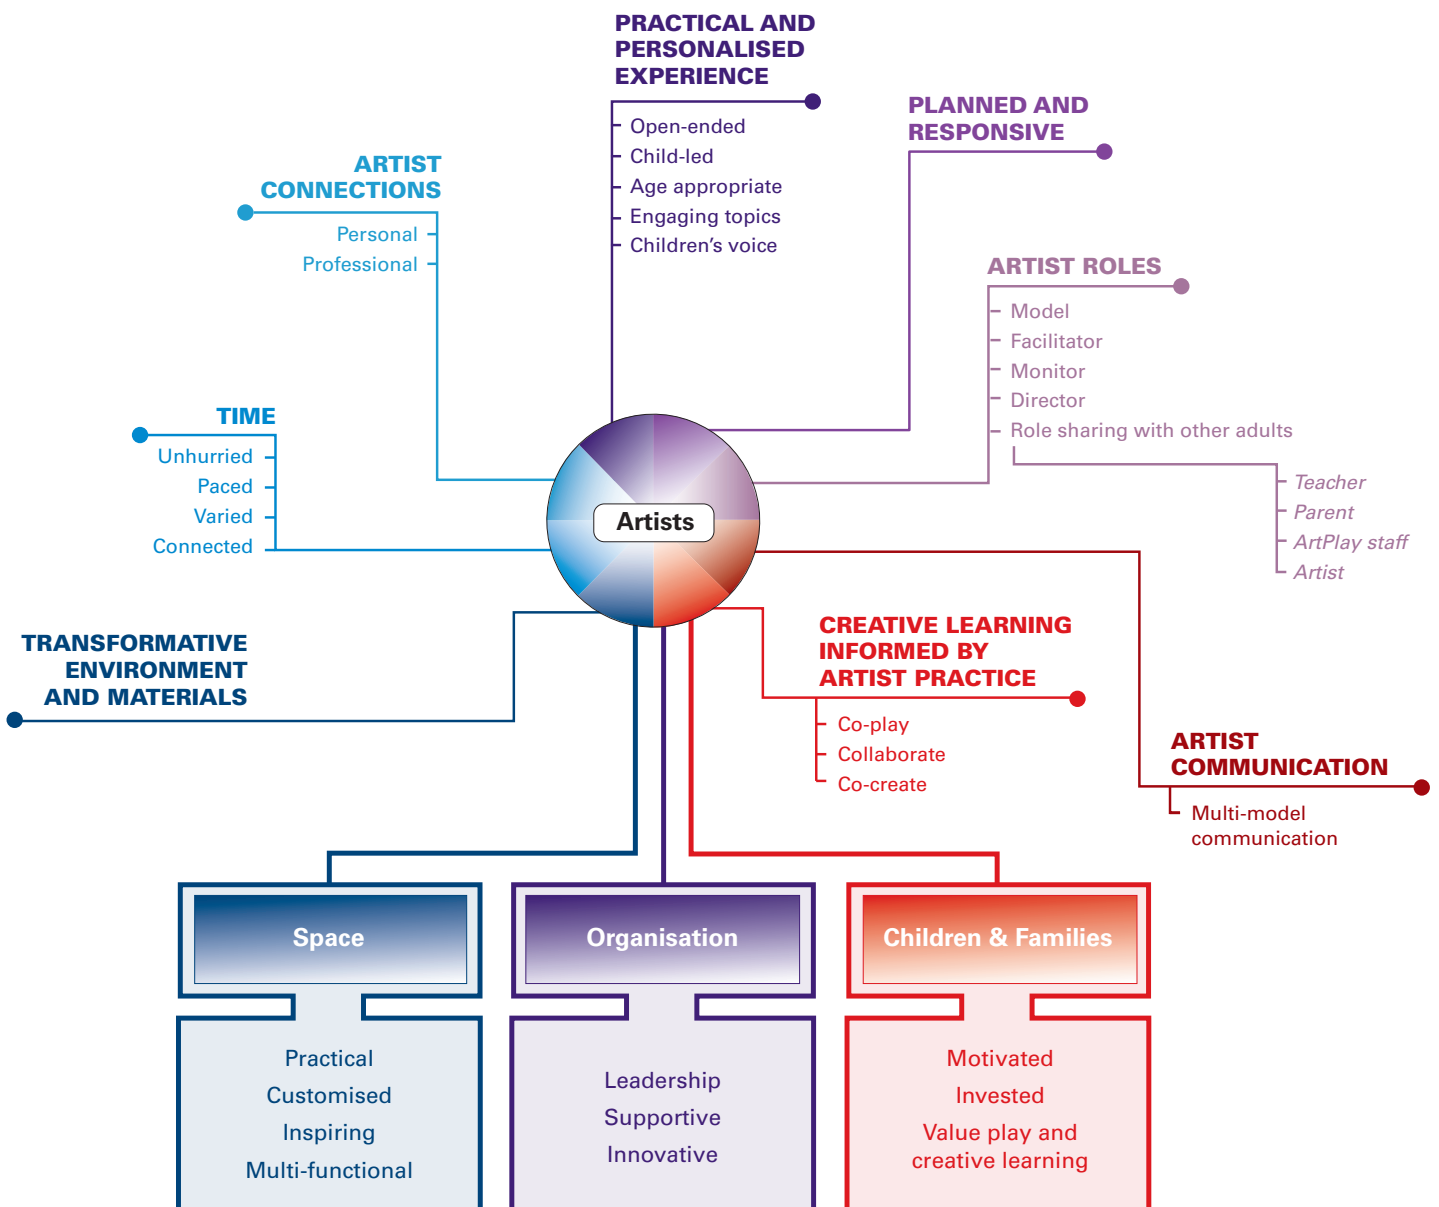 PRACTICAL AND
PERSONALISED
EXPERIENCE
Open-ended
Child-led
Age appropriate
Engaging topics
Children's voice
PLANNED AND
RESPONSIVE
ARTIST
CONNECTIONS
Personal
Professional
ARTIST ROLES
Model
Facilitator
Monitor
Director
Role sharing with other adults
Teacher
Parent
ArtPlay staff
Artist
TIME
Unhurried
Paced
Varied
Connected
Artists
TRANSFORMATIVE
ENVIRONMENT
AND MATERIALS
CREATIVE LEARNING
INFORMED BY
ARTIST PRACTICE
Co-play
Collaborate
Co-create
ARTIST
COMMUNICATION
Multi-model
communication
Space
Practical
Customised
Inspiring
Multi-functional
Organisation
Leadership
Supportive
Innovative
Children & Families
Motivated
Invested
Value play and
creative learning